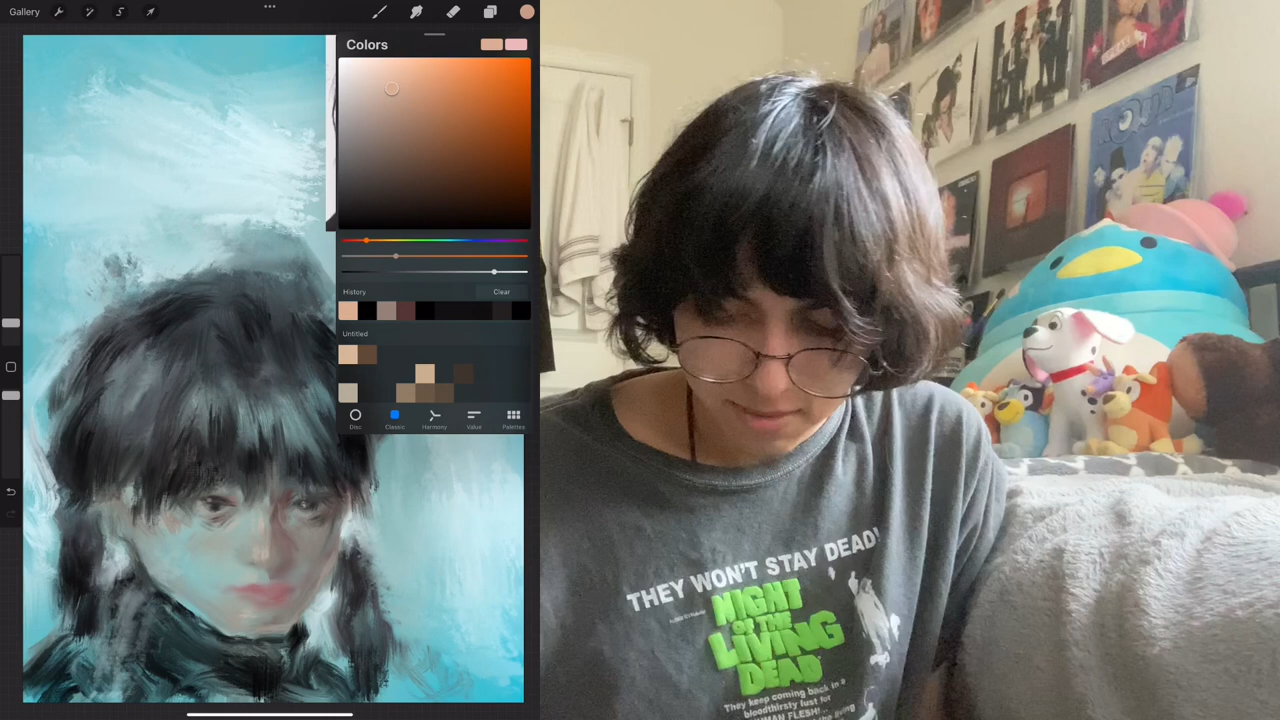 Gallery
Colors
History
Clear
Untitled
Disc
Classic
Harmony
Value
Palettes
THEY WON'T STAY DEAD!
NIGHT
OF THE
LIVING
DEAD
They keep coming back in a
bloodthirsty lust for
HUMAN FLESH!...